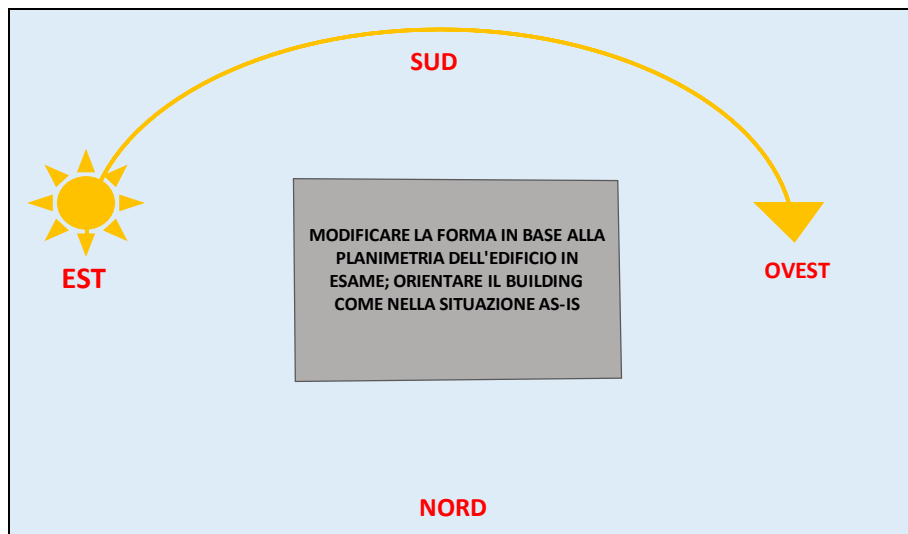 SUD
EST
MODIFICARE LA FORMA IN BASE ALLA
PLANIMETRIA DELL'EDIFICIO IN
ESAME; ORIENTARE IL BUILDING
COME NELLA SITUAZIONE AS-IS
OVEST
NORD